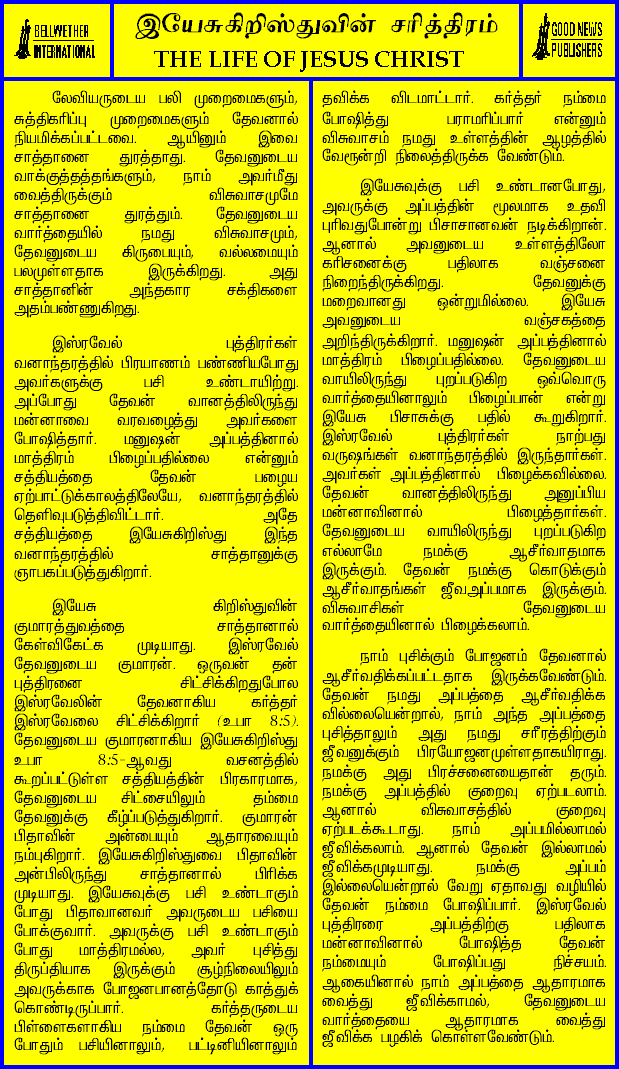 BELLWETHER
INTERNATIONAL
இயேசுகிறிஸ்துவின் சரித்திரம்
THE LIFE OF JESUS CHRIST
GOOD NEWS
PUBLISHERS
லேவியருடைய பலி முறைமைகளும்,
சுத்திகரிப்பு முறைமைகளும் தேவனால்
நியமிக்கப்பட்டவை. ஆயினும் இவை
சாத்தானை துரத்தாது. தேவனுடைய
வாக்குத்தத்தங்களும், நாம் அவர்மீது
வைத்திருக்கும் விசுவாசமுமே
சாத்தானை துரத்தும். தேவனுடைய
வார்த்தையில் நமது விசுவாசமும்,
தேவனுடைய கிருபையும், வல்லமையும்
பலமுள்ளதாக இருக்கிறது. அது
சாத்தானின் அந்தகார சக்திகளை
அதம்பண்ணுகிறது.
இஸ்ரவேல் புத்திரர்கள்
வனாந்தரத்தில் பிரயாணம் பண்ணியபோது
அவர்களுக்கு பசி உண்டாயிற்று.
அப்போது தேவன் வானத்திலிருந்து
மன்னாவை வரவழைத்து அவர்களை
போஷித்தார். மனுஷன் அப்பத்தினால்
மாத்திரம் பிழைப்பதில்லை என்னும்
சத்தியத்தை தேவன் பழைய
ஏற்பாட்டுக்காலத்திலேயே, வனாந்தரத்தில்
தெளிவுபடுத்திவிட்டார். அதே
சத்தியத்தை இயேசுகிறிஸ்து இந்த
வனாந்தரத்தில் சாத்தானுக்கு
ஞாபகப்படுத்துகிறார்.
இயேசு கிறிஸ்துவின்
குமாரத்துவத்தை சாத்தானால்
கேள்விகேட்க முடியாது. இஸ்ரவேல்
தேவனுடைய குமாரன். ஒருவன் தன்
புத்திரனை சிட்சிக்கிறதுபோல
இஸ்ரவேலின் தேவனாகிய கர்த்தர்
இஸ்ரவேலை சிட்சிக்கிறார் (உபா 8:5).
தேவனுடைய குமாரனாகிய இயேசுகிறிஸ்து
உபா 8:5-ஆவது வசனத்தில்
கூறப்பட்டுள்ள சத்தியத்தின் பிரகாரமாக,
தேவனுடைய சிட்சையிலும் தம்மை
தேவனுக்கு கீழ்ப்படுத்துகிறார். குமாரன்
பிதாவின் அன்பையும் ஆதாரவையும்
நம்புகிறார். இயேசுகிறிஸ்துவை பிதாவின்
அன்பிலிருந்து சாத்தானால் பிரிக்க
முடியாது. இயேசுவுக்கு பசி உண்டாகும்
போது பிதாவானவர் அவருடைய பசியை
போக்குவார். அவருக்கு பசி உண்டாகும்
போது மாத்திரமல்ல, அவர் புசித்து
திருப்தியாக இருக்கும் சூழ்நிலையிலும்
அவருக்காக போஜனபானத்தோடு காத்துக்
கொண்டிருப்பார். கர்த்தருடைய
பிள்ளைகளாகிய நம்மை தேவன் ஒரு
போதும் பசியினாலும், பட்டினியினாலும்
தவிக்க விடமாட்டார். கர்த்தர் நம்மை
போஷித்து பராமரிப்பார் என்னும்
விசுவாசம் நமது உள்ளத்தின் ஆழத்தில்
வேரூன்றி நிலைத்திருக்க வேண்டும்.
இயேசுவுக்கு பசி உண்டானபோது,
அவருக்கு அப்பத்தின் மூலமாக உதவி
புரிவதுபோன்று பிசாசானவன் நடிக்கிறான்.
ஆனால் அவனுடைய உள்ளத்திலோ
கரிசனைக்கு பதிலாக வஞ்சனை
நிறைந்திருக்கிறது. தேவனுக்கு
மறைவானது ஒன்றுமில்லை. இயேசு
அவனுடைய வஞ்சகத்தை
அறிந்திருக்கிறார். மனுஷன் அப்பத்தினால்
மாத்திரம் பிழைப்பதில்லை. தேவனுடைய
வாயிலிருந்து புறப்படுகிற ஒவ்வொரு
வார்த்தையினாலும் பிழைப்பான் என்று
இயேசு பிசாசுக்கு பதில் கூறுகிறார்.
இஸ்ரவேல் புத்திரர்கள் நாற்பது
வருஷங்கள் வனாந்தரத்தில் இருந்தார்கள்.
அவர்கள் அப்பத்தினால் பிழைக்கவில்லை.
தேவன் வானத்திலிருந்து அனுப்பிய
மன்னாவினால் பிழைத்தார்கள்.
தேவனுடைய வாயிலிருந்து புறப்படுகிற
எல்லாமே நமக்கு ஆசீர்வாதமாக
இருக்கும். தேவன் நமக்கு கொடுக்கும்
ஆசீர்வாதங்கள் ஜீவஅப்பமாக இருக்கும்.
விசுவாசிகள் தேவனுடைய
வார்த்தையினால் பிழைக்கலாம்.
நாம் புசிக்கும் போஜனம் தேவனால்
ஆசீர்வதிக்கப்பட்டதாக இருக்கவேண்டும்.
தேவன் நமது அப்பத்தை ஆசீர்வதிக்க
வில்லையென்றால், நாம் அந்த அப்பத்தை
புசித்தாலும் அது நமது சரீரத்திற்கும்
ஜீவனுக்கும் பிரயோஜனமுள்ளதாகயிராது.
நமக்கு அது பிரச்சனையைதான் தரும்.
நமக்கு அப்பத்தில் குறைவு ஏற்படலாம்.
ஆனால் விசுவாசத்தில் குறைவு
ஏற்படக்கூடாது. நாம் அப்பமில்லாமல்
ஜீவிக்கலாம். ஆனால் தேவன் இல்லாமல்
ஜீவிக்கமுடியாது. நமக்கு அப்பம்
இல்லையென்றால் வேறு ஏதாவது வழியில்
தேவன் நம்மை போஷிப்பார். இஸ்ரவேல்
புத்திரரை அப்பத்திற்கு பதிலாக
மன்னாவினால் போஷித்த தேவன்
நம்மையும் போஷிப்பது நிச்சயம்.
ஆகையினால் நாம் அப்பத்தை ஆதாரமாக
வைத்து ஜீவிக்காமல், தேவனுடைய
வார்த்தையை ஆதாரமாக வைத்து
ஜீவிக்க பழகிக் கொள்ளவேண்டும்.